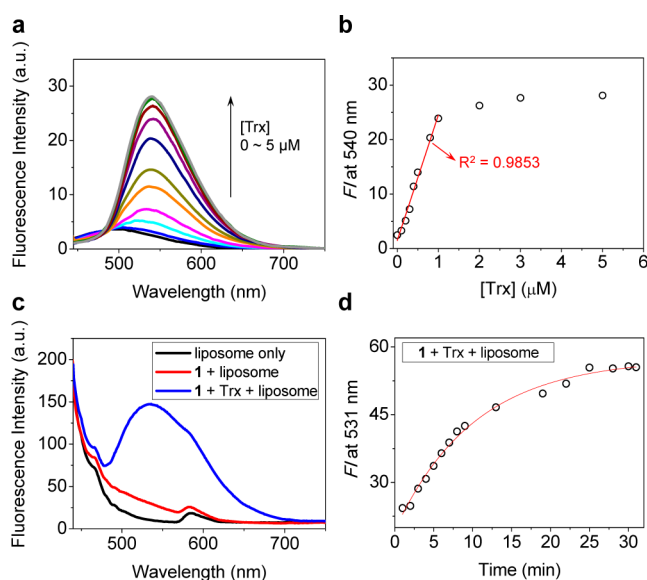 a
Fluorescence Intensity (a.u.)
30
20
10
0
[Trx]
0 ~ 5 μM
500
600
700
Wavelength (nm)
b
FI at 540 nm
40
30
20
10
0
R² = 0.9853
0
1
2
3
4
5
6
[Trx] (μM)
c
Fluorescence Intensity (a.u.)
200
150
100
50
0
liposome only
1 + liposome
1 + Trx + liposome
500
600
700
Wavelength (nm)
d
FI at 531 nm
60
45
30
1 + Trx + liposome
0
5
10
15
20
25
30
Time (min)